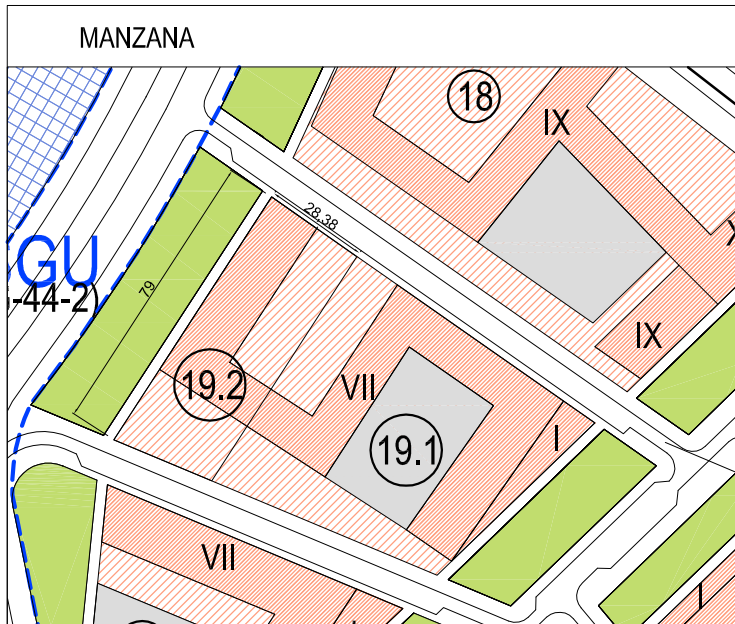 MANZANA
18
IX
28,38
GU
-44-2)
79
IX
19.2
VII
19.1
I
VII
I